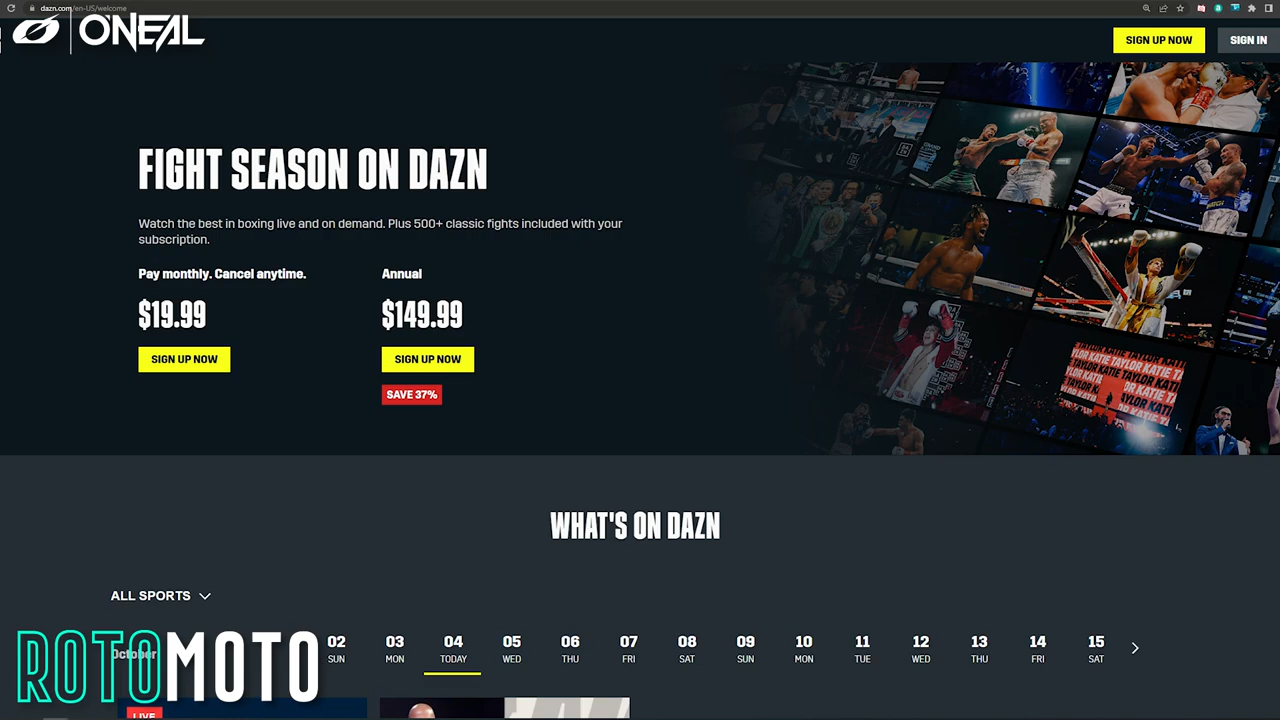 dazn.com/en-US/welcome
O'NEAL
SIGN UP NOW
SIGN IN
FIGHT SEASON ON DAZN
Watch the best in boxing live and on demand. Plus 500+ classic fights included with your
subscription.
Pay monthly. Cancel anytime.
$19.99
SIGN UP NOW
Annual
$149.99
SIGN UP NOW
SAVE 37%
TAYLOR KATIE TAYLOR KATI
WHAT'S ON DAZN
ALL SPORTS
October
02 03 04 05 06 07 08 09 10 11 12 13 14 15
SUN MON TODAY WED THU FRI SAT SUN MON TUE WED THU FRI SAT
ROTOMOTO
LIVE